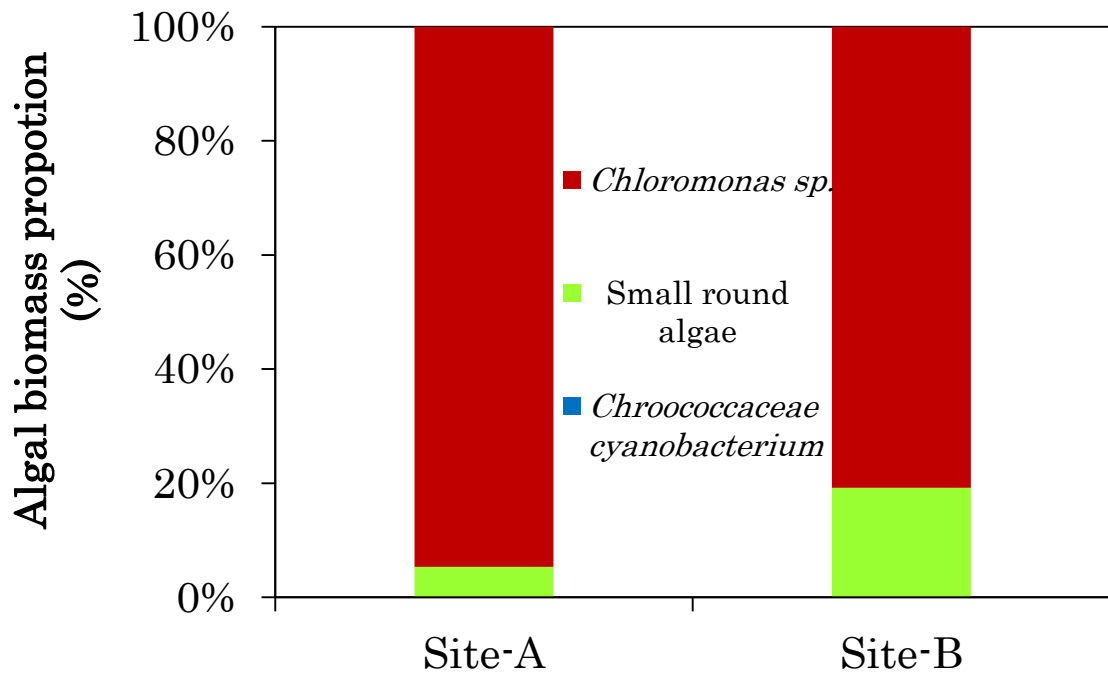 Algal biomass propotion
(%)
100%
80%
60%
40%
20%
0%
Chloromonas sp.
Small round
algae
Chroococcaceae
cyanobacterium
Site-A
Site-B